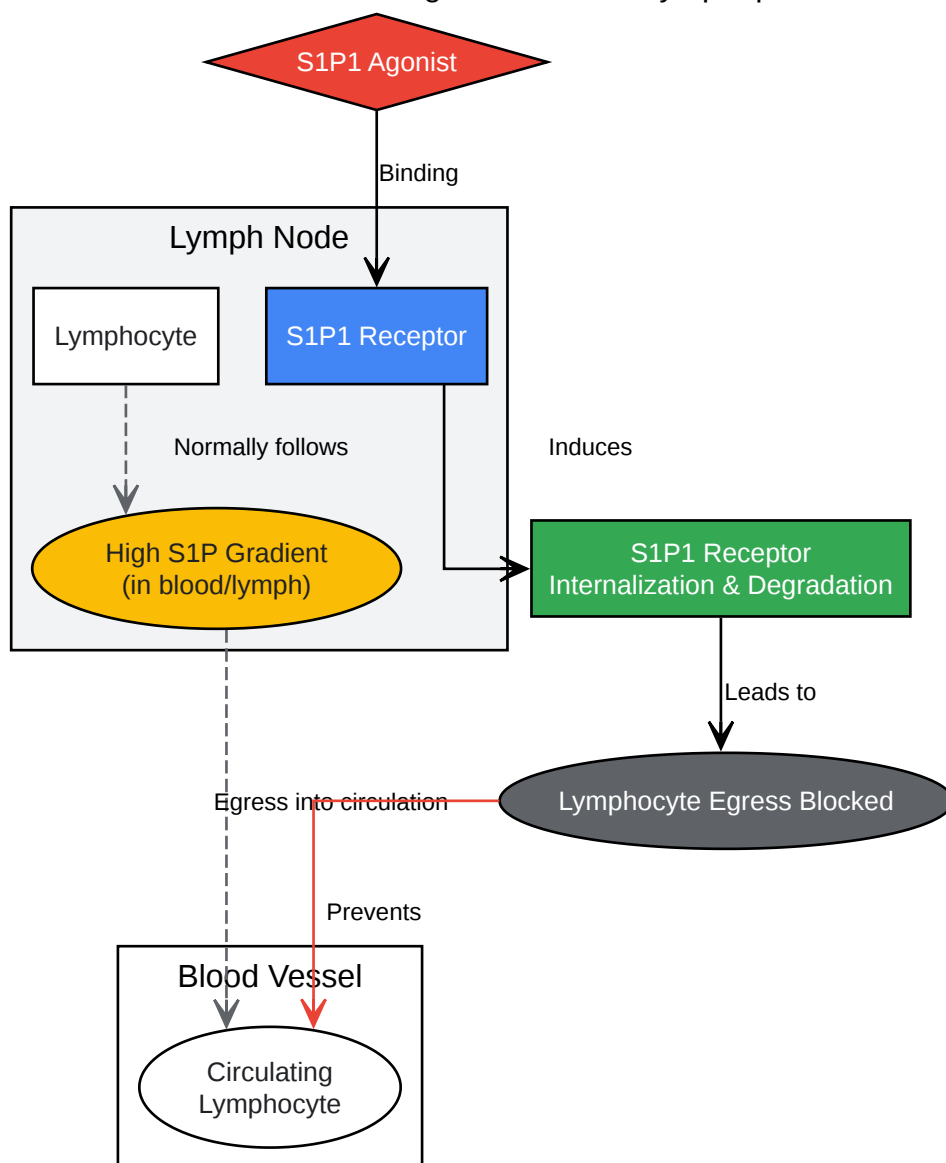 S1P1 Agonist
Binding
Lymph Node
Lymphocyte
S1P1 Receptor
Normally follows
Induces
High S1P Gradient
(in blood/lymph)
S1P1 Receptor
Internalization & Degradation
Leads to
Egress into circulation
Lymphocyte Egress Blocked
Prevents
Blood Vessel
Circulating
Lymphocyte